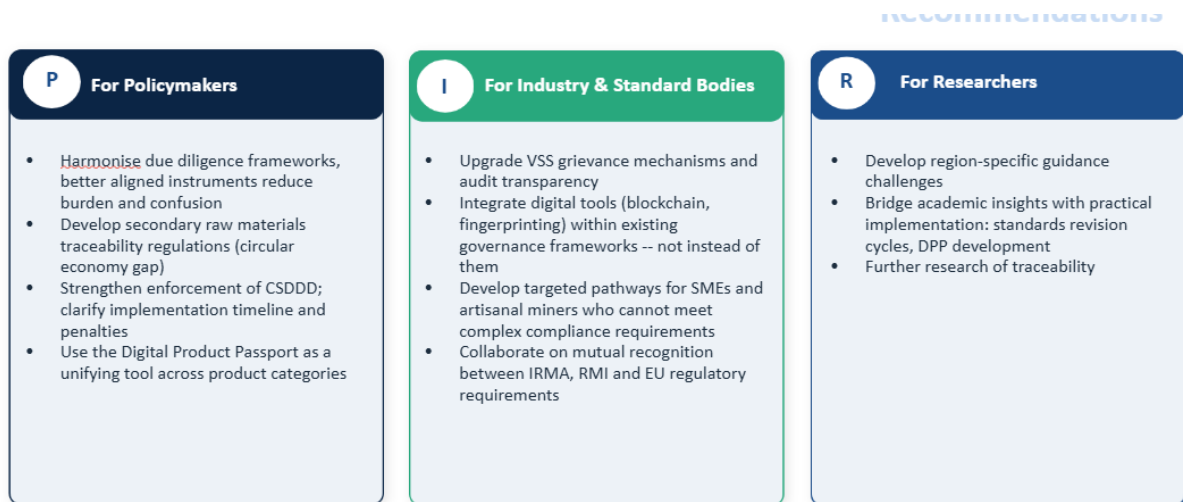 Recommendations
P
For Policymakers
• Harmonise due diligence frameworks,
better aligned instruments reduce
burden and confusion
• Develop secondary raw materials
traceability regulations (circular
economy gap)
• Strengthen enforcement of CSDDD;
clarify implementation timeline and
penalties
• Use the Digital Product Passport as a
unifying tool across product categories
I
For Industry & Standard Bodies
• Upgrade VSS grievance mechanisms and
audit transparency
• Integrate digital tools (blockchain,
fingerprinting) within existing
governance frameworks -- not instead of
them
• Develop targeted pathways for SMEs and
artisanal miners who cannot meet
complex compliance requirements
• Collaborate on mutual recognition
between IRMA, RMI and EU regulatory
requirements
R
For Researchers
• Develop region-specific guidance
challenges
• Bridge academic insights with practical
implementation: standards revision
cycles, DPP development
• Further research of traceability